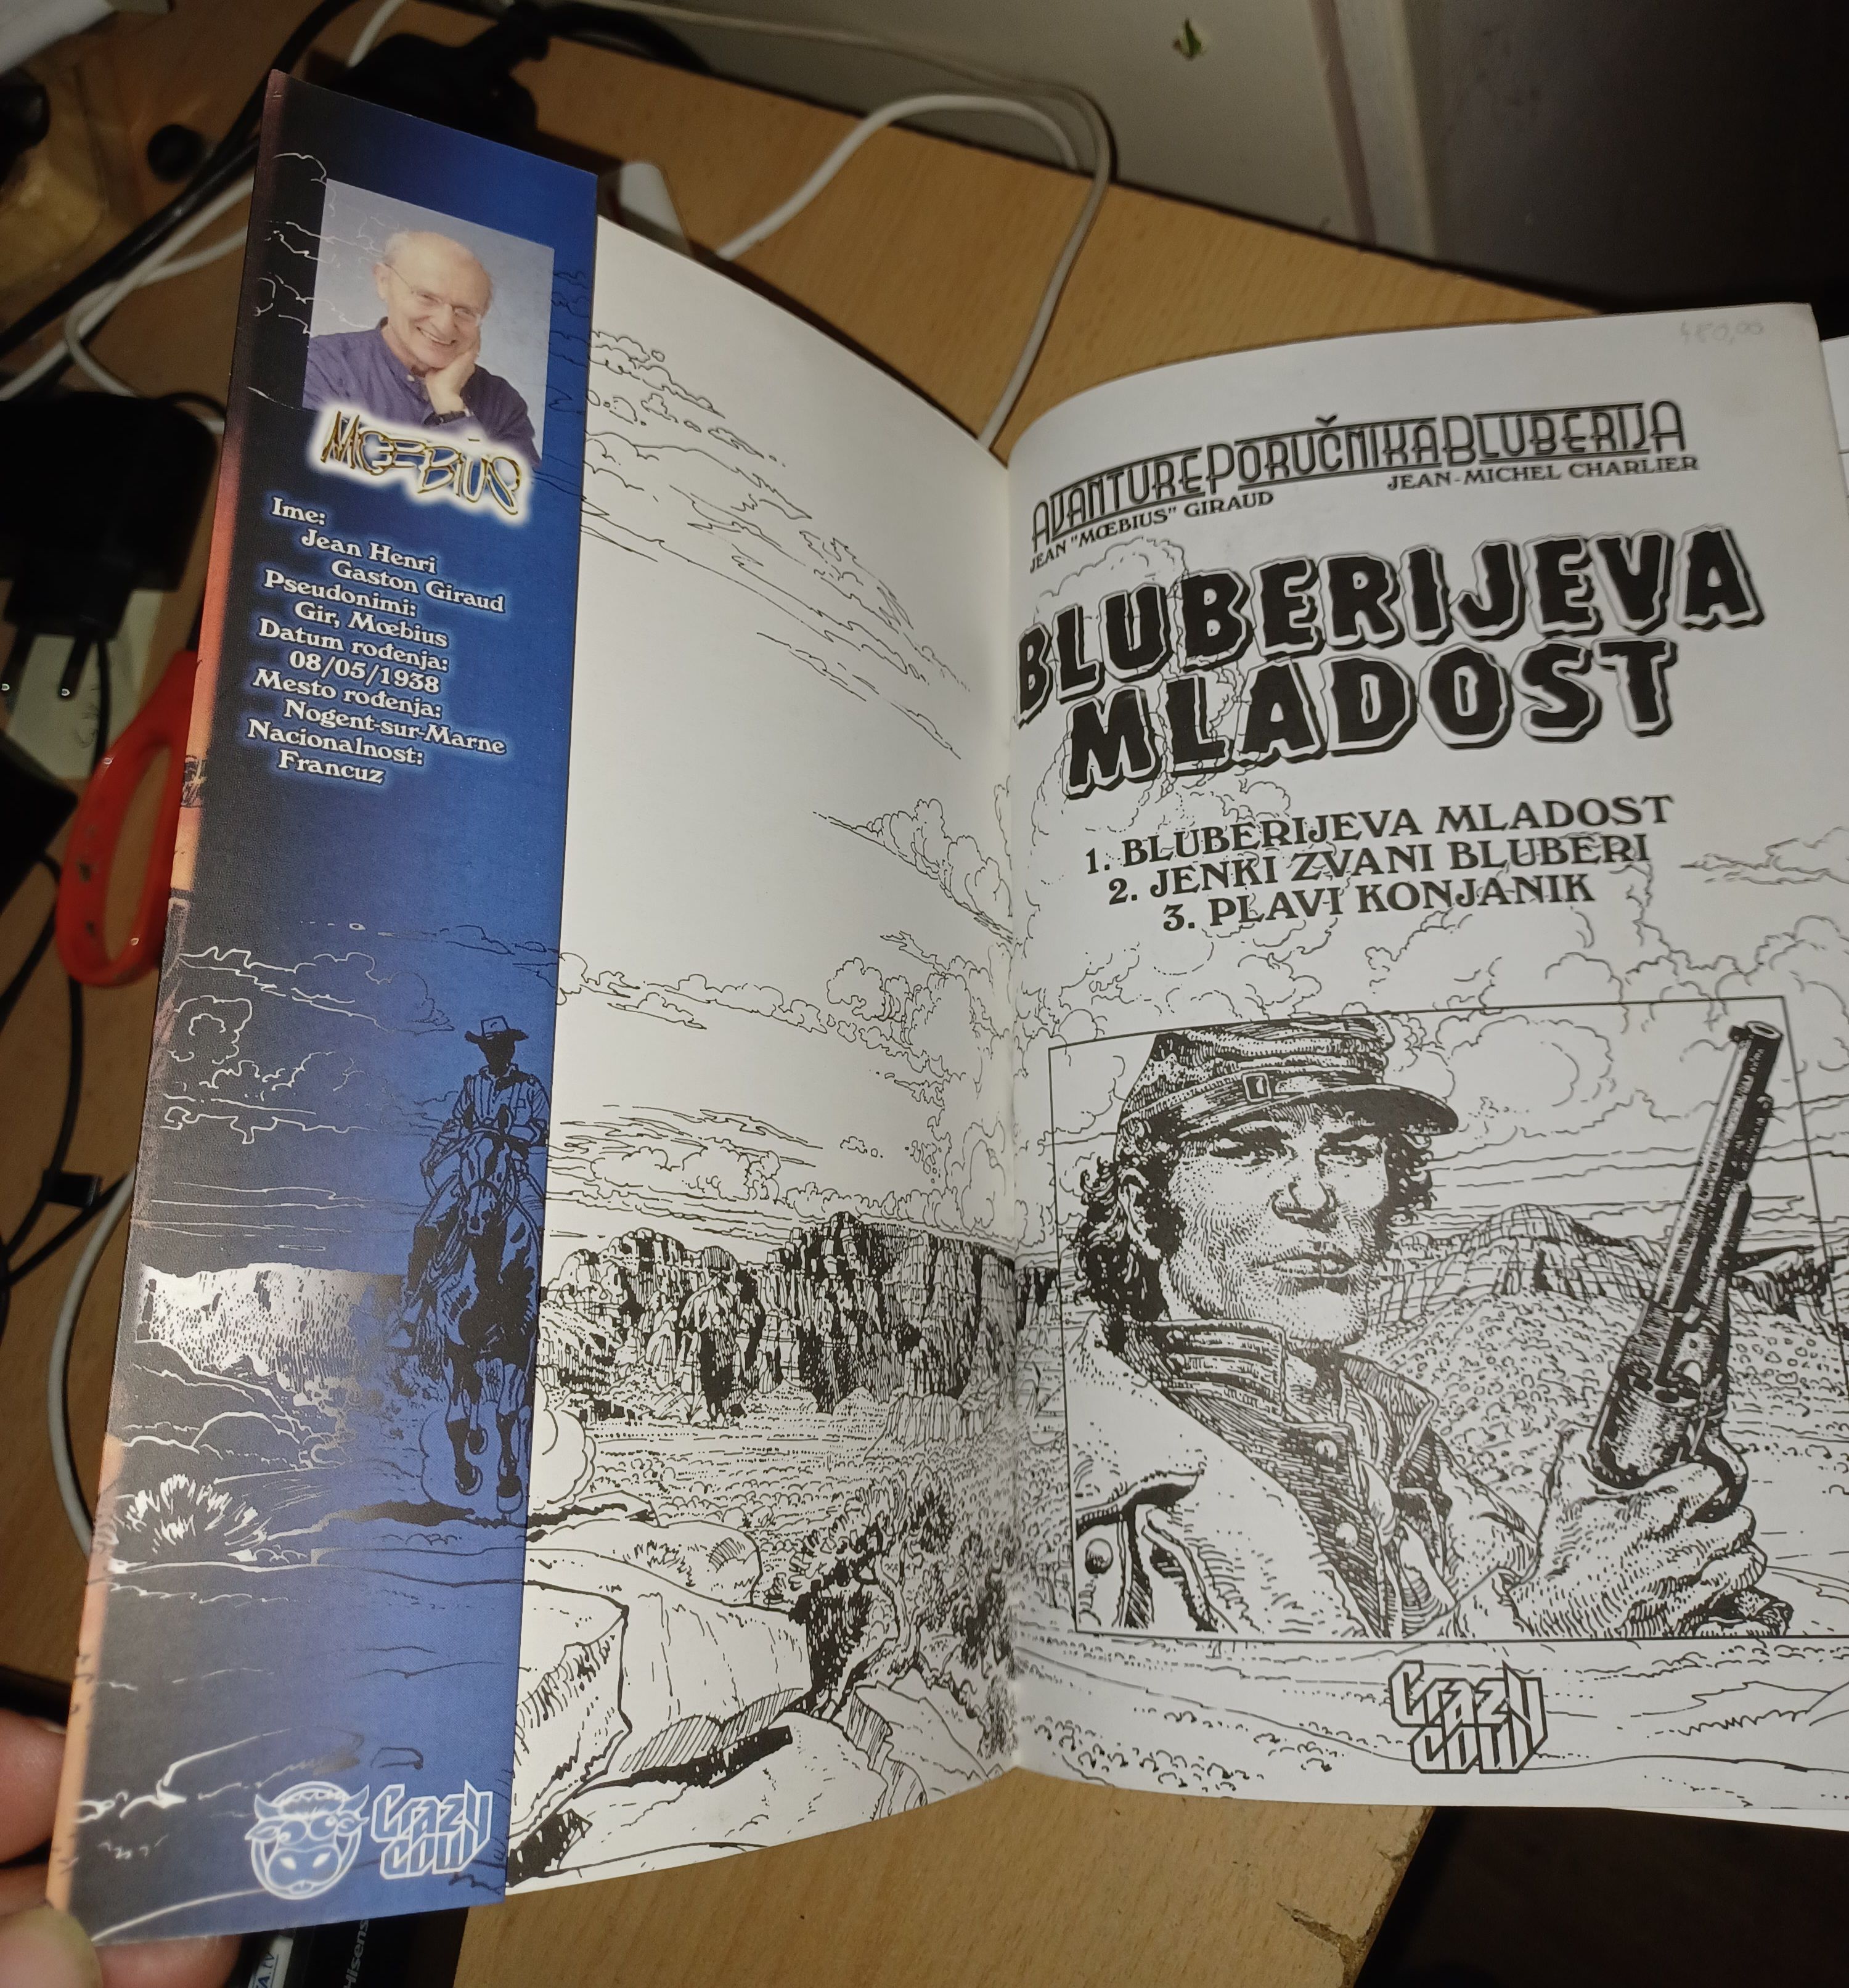 MŒBIUS
Ime:
Jean Henri
Gaston Giraud
Pseudonimi:
Gir, Mœbius
Datum rođenja:
08/05/1938
Mesto rođenja:
Nogent-sur-Marne
Nacionalnost:
Francuz
Crazy
cow
AVANTURE PORUČNIKA BLUBERIJA
JEAN "MŒBIUS" GIRAUD JEAN-MICHEL CHARLIER
BLUBERIJEVA
MLADOST
1. BLUBERIJEVA MLADOST
2. JENKI ZVANI BLUBERI
3. PLAVI KONJANIK
Crazy
cow
Hisens